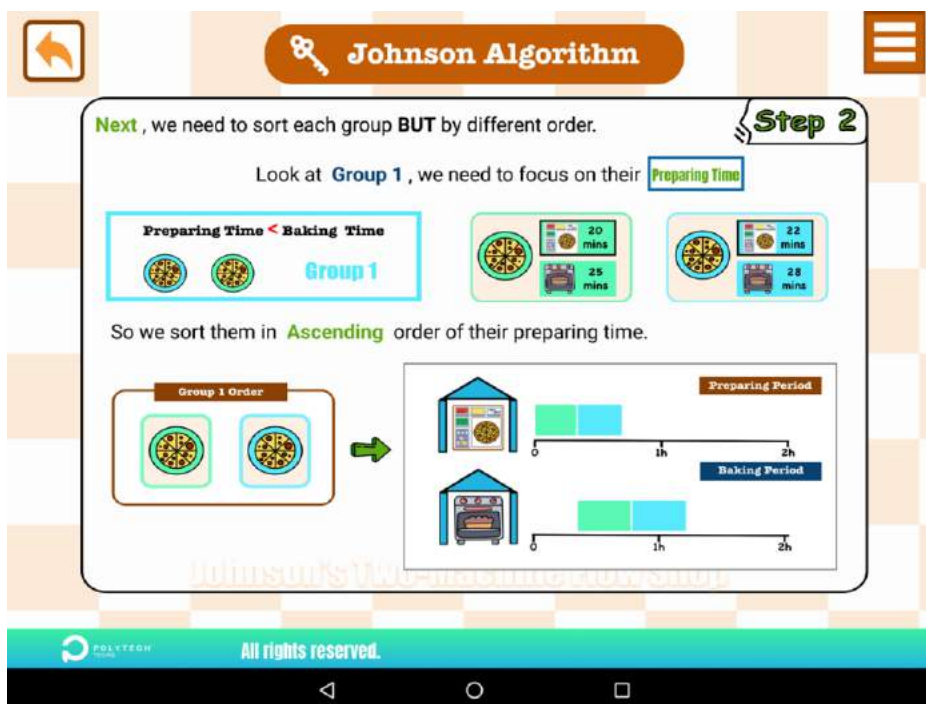 Johnson Algorithm
Next , we need to sort each group BUT by different order.
Step 2
Look at Group 1 , we need to focus on their Preparing Time
Preparing Time < Baking Time
Group 1
20
mins
25
mins
22
mins
28
mins
So we sort them in Ascending order of their preparing time.
Group 1 Order
Preparing Period
0 1h 2h
Baking Period
0 1h 2h
Johnson's Two-machine Flow Shop
POLYTECH
All rights reserved.